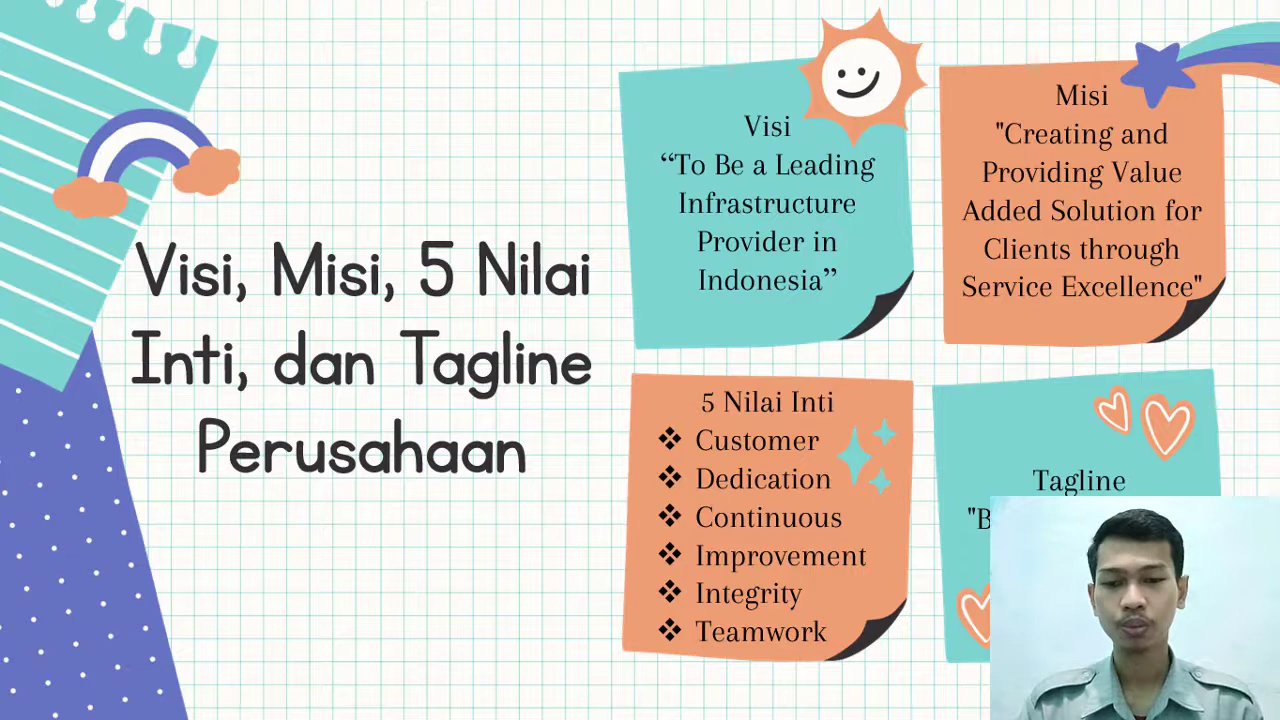 Visi, Misi, 5 Nilai
Inti, dan Tagline
Perusahaan
Visi
“To Be a Leading
Infrastructure
Provider in
Indonesia”
Misi
"Creating and
Providing Value
Added Solution for
Clients through
Service Excellence"
5 Nilai Inti
❖ Customer
❖ Dedication
❖ Continuous
❖ Improvement
❖ Integrity
❖ Teamwork
Tagline